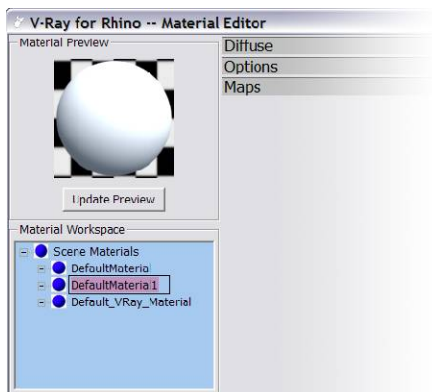 V-Ray for Rhino -- Material Editor
Material Preview
Diffuse
Options
Maps
Update Preview
Material Workspace
Scene Materials
DefaultMaterial
DefaultMaterial1
Default_VRay_Material